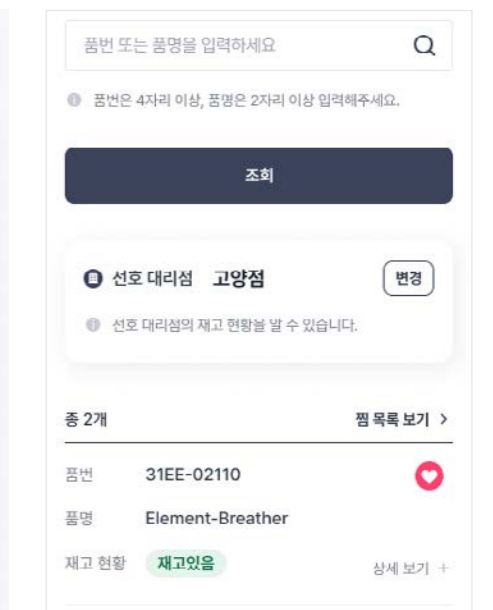 품번 또는 품명을 입력하세요
품번은 4자리 이상, 품명은 2자리 이상 입력해주세요.
조회
선호 대리점 고양점 변경
선호 대리점의 재고 현황을 알 수 있습니다.
총 2개 찜 목록 보기 >
품번 31EE-02110
품명 Element-Breather
재고 현황 재고있음 상세 보기 +